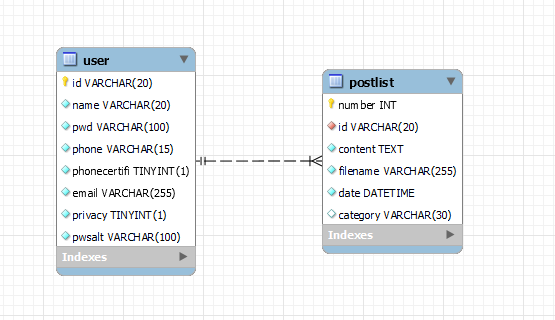 user
id VARCHAR(20)
name VARCHAR(20)
pwd VARCHAR(100)
phone VARCHAR(15)
phonecertifi TINYINT(1)
email VARCHAR(255)
privacy TINYINT(1)
pwsalt VARCHAR(100)
Indexes
postlist
number INT
id VARCHAR(20)
content TEXT
filename VARCHAR(255)
date DATETIME
category VARCHAR(30)
Indexes